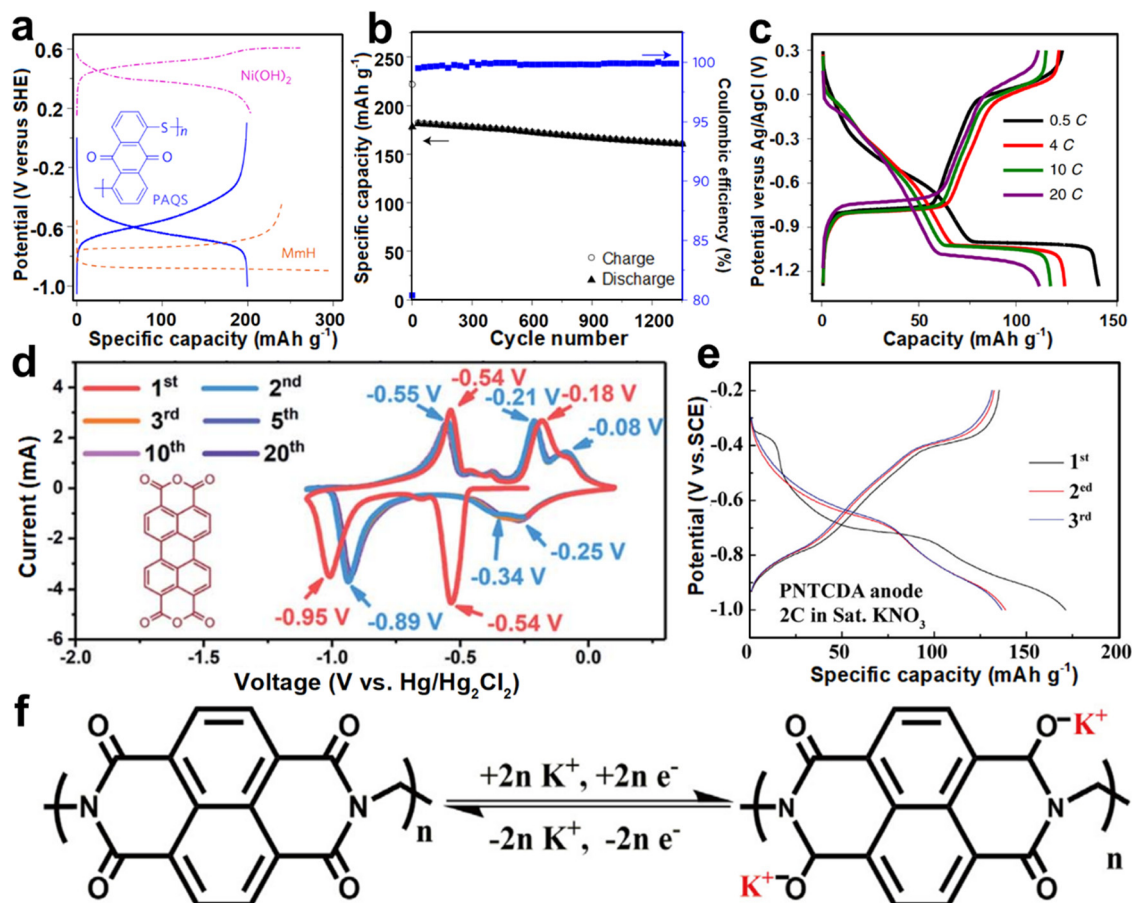 a
0.6
0.2
-0.2
-0.6
-1.0
Potential (V versus SHE)
Ni(OH)2
S
n
O
O
PAQS
MmH
0
100
200
300
Specific capacity (mAh g-1)
b
250
200
150
100
50
0
Specific capacity (mAh g-1)
Charge
Discharge
100
95
90
85
80
Coulombic efficiency (%)
0
300
600
900
1200
Cycle number
c
0.3
0.0
-0.3
-0.6
-0.9
-1.2
Potential versus Ag/AgCl (V)
0.5 C
4 C
10 C
20 C
0
50
100
150
Capacity (mAh g-1)
d
4
2
0
-2
-4
-6
Current (mA)
1st
2nd
3rd
5th
10th
20th
-0.55 V
-0.54 V
-0.21 V
-0.18 V
-0.08 V
-0.25 V
-0.34 V
-0.54 V
-0.89 V
-0.95 V
O
O
O
O
O
O
-2.0
-1.5
-1.0
-0.5
0.0
Voltage (V vs. Hg/Hg2Cl2)
e
-0.2
-0.4
-0.6
-0.8
-1.0
Potential (V vs.SCE)
1st
2ed
3rd
PNTCDA anode
2C in Sat. KNO3
0
50
100
150
200
Specific capacity (mAh g-1)
f
O
O
N
N
O
O
n
+2n K+, +2n e-
-2n K+, -2n e-
O
O-K+
N
N
K+-O
O
n